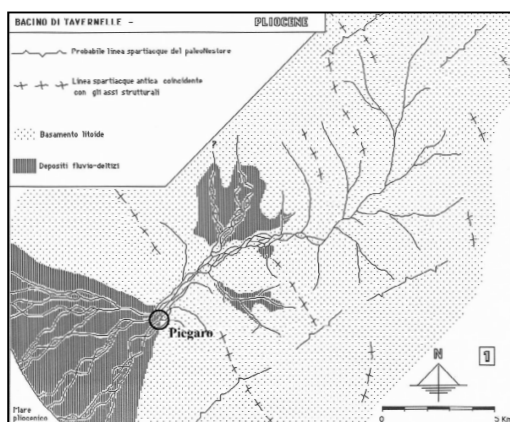 BACINO DI TAVERNELLE -
PLIOCENE
Probabile linea spartiacque del paleoNestore
Linea spartiacque antica coincidente
con gli assi strutturali
Basamento litoide
Depositi fluvio-deltizi
?
Piegaro
N
1
Mare
pliocenico
0
5 Km